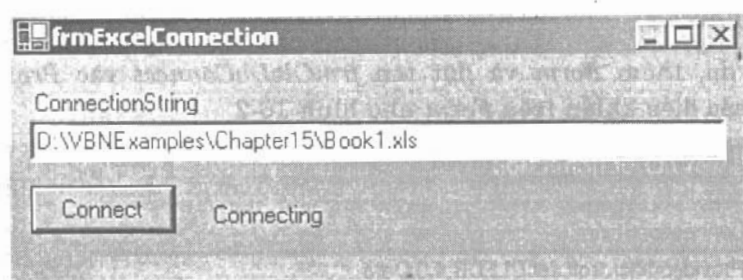 frmExcelConnection
ConnectionString
D:\VBNExamples\Chapter15\Book1.xls
Connect
Connecting